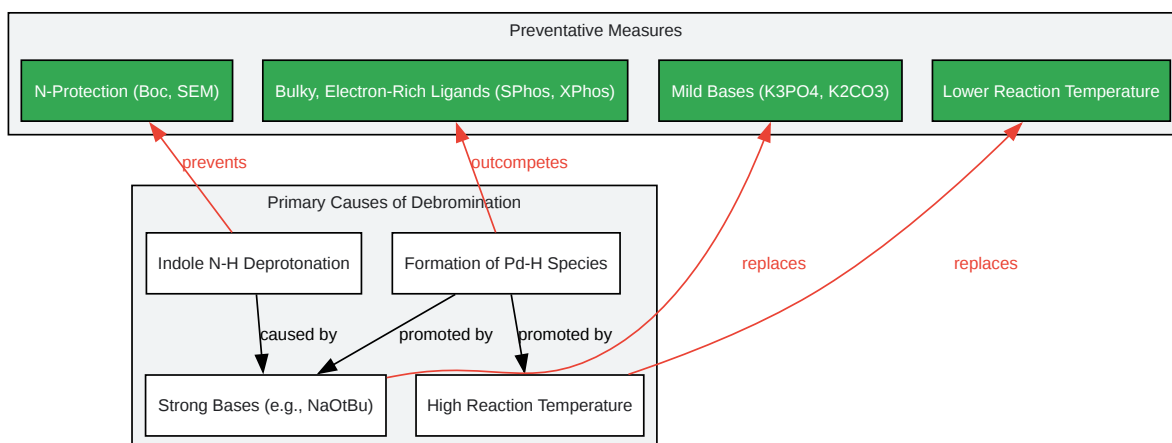 Preventative Measures
N-Protection (Boc, SEM)
Bulky, Electron-Rich Ligands (SPhos, XPhos)
Mild Bases (K3PO4, K2CO3)
Lower Reaction Temperature
prevents
outcompetes
Primary Causes of Debromination
Indole N-H Deprotonation
Formation of Pd-H Species
replaces
replaces
caused by
promoted by
promoted by
Strong Bases (e.g., NaOtBu)
High Reaction Temperature